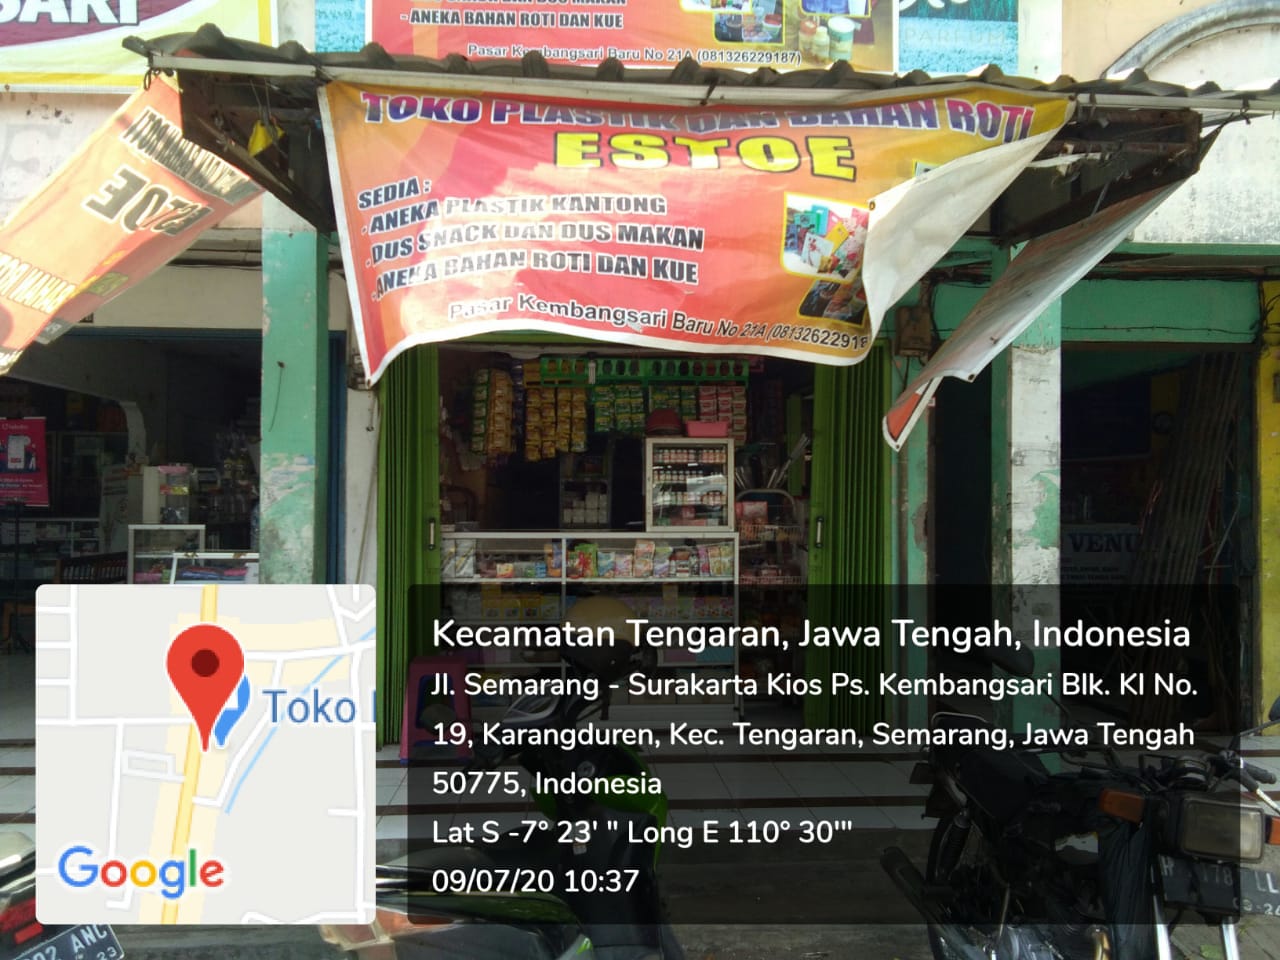 SARI
- ANEKA BAHAN ROTI DAN KUE
Pasar Kembangsari Baru No 21A (081326229187)
PARFUM
TOKO PLASTIK DAN BAHAN ROTI
ESTOE
SEDIA :
- ANEKA PLASTIK KANTONG
- DUS SNACK DAN DUS MAKAN
- ANEKA BAHAN ROTI DAN KUE
Pasar Kembangsari Baru No 21A (08132622918
VENU
Toko
Google
Kecamatan Tengaran, Jawa Tengah, Indonesia
Jl. Semarang - Surakarta Kios Ps. Kembangsari Blk. KI No.
19, Karangduren, Kec. Tengaran, Semarang, Jawa Tengah
50775, Indonesia
Lat S -7° 23' " Long E 110° 30'"
09/07/20 10:37